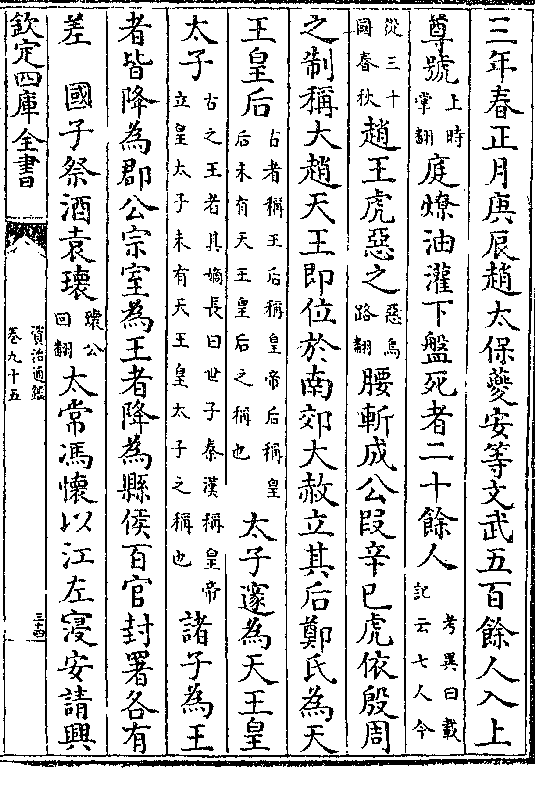 三年春正月庚辰趙太保夔安等文武五百餘人入上
尊號上時掌翻庭燎油灌下盤死者二十餘人考異曰載記云七人今
從三十國春秋趙王虎惡之惡烏路翻腰斬成公段辛巳虎依殷周
之制稱大趙天王即位於南郊大赦立其后鄭氏為天
王皇后古者稱王后稱皇帝后稱皇后未有天王皇后之稱也太子邃為天王皇
太子古之王者其嫡長曰世子秦漢稱皇帝立皇太子未有天王皇太子之稱也諸子為王
者皆降為郡公宗室為王者降為縣侯百官封署各有
差　國子祭酒袁瓌瓌公回翻太常馮懷以江左寖安請興
欽定四庫全書
資治通鑑
卷九十五
三十四